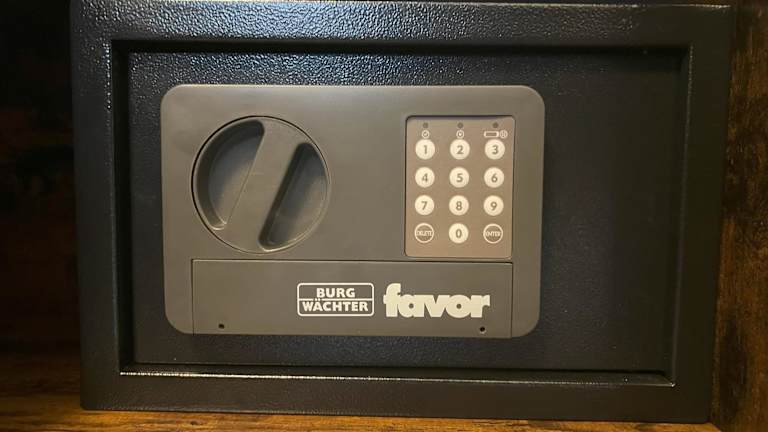 1 2 3
4 5 6
7 8 9
DELETE 0 ENTER
BURG
WÄCHTER
favor